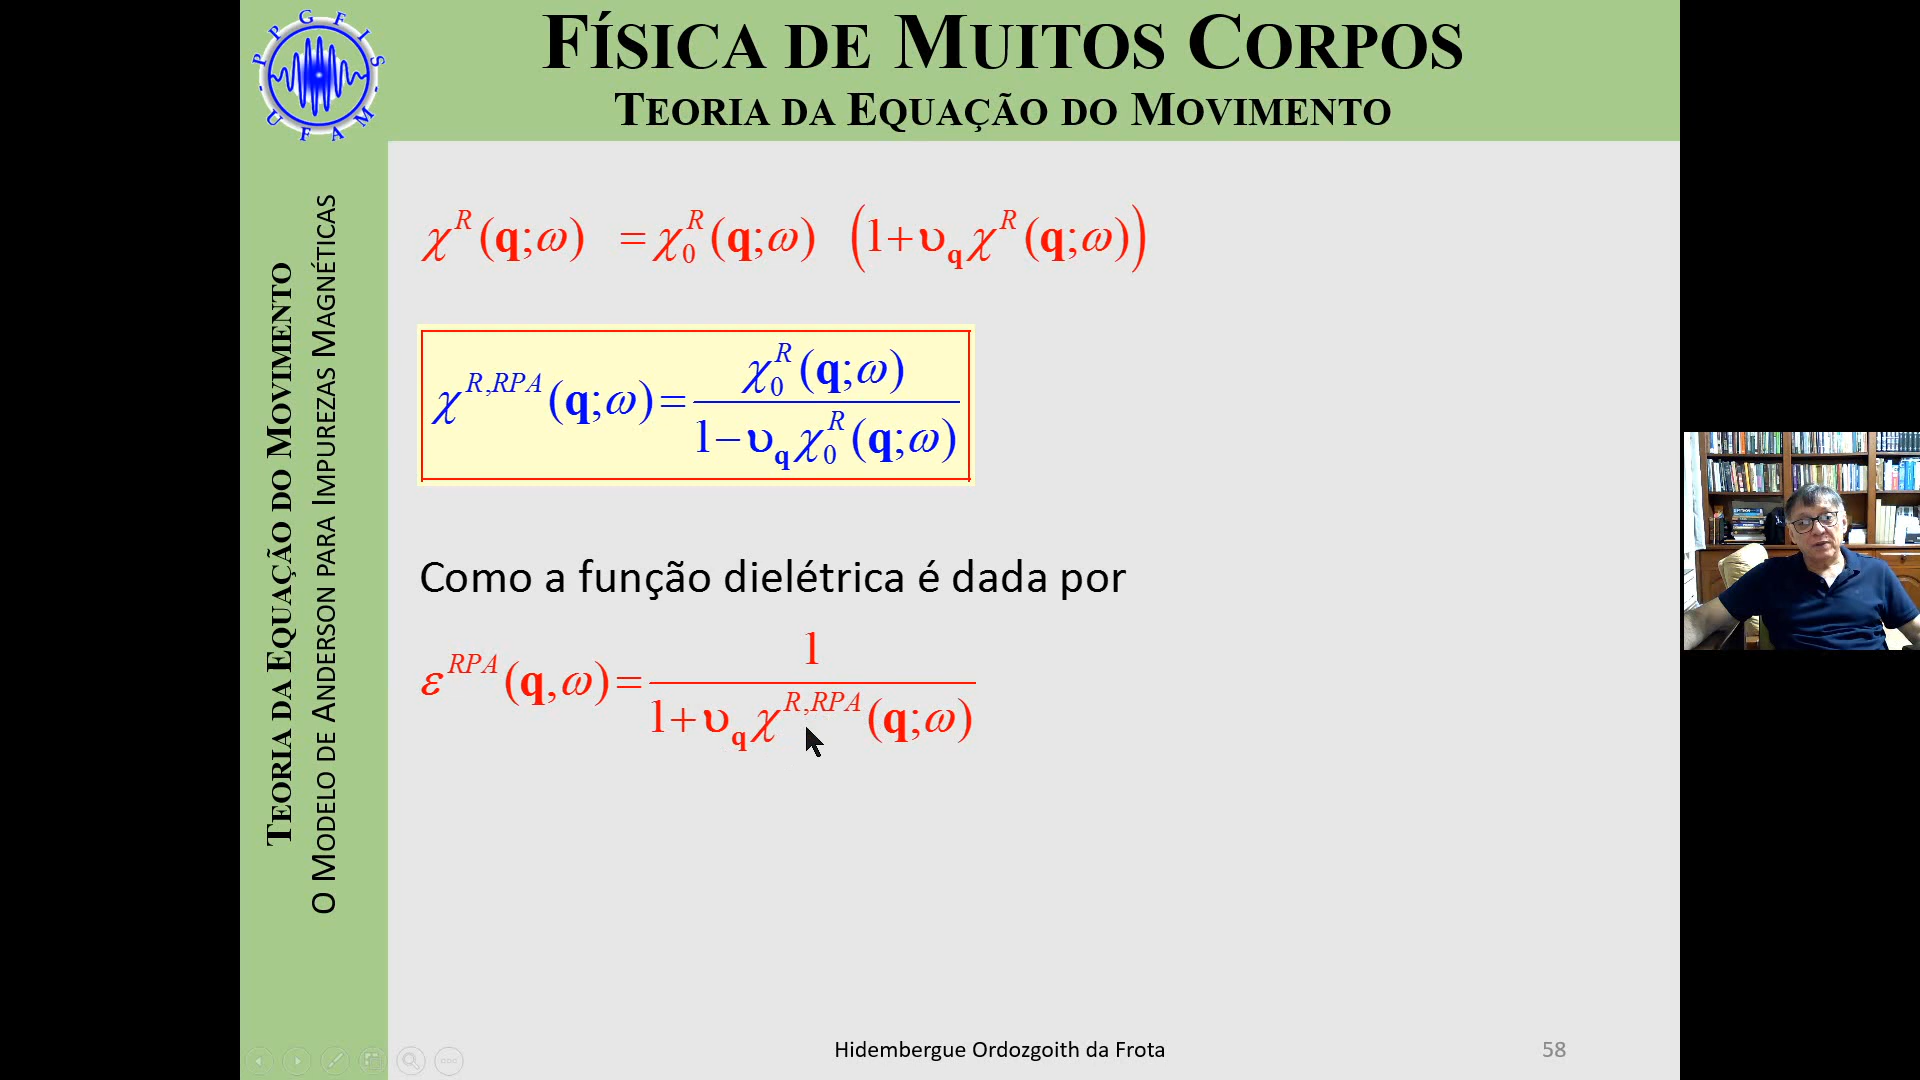 FÍSICA DE MUITOS CORPOS
TEORIA DA EQUAÇÃO DO MOVIMENTO
PPGFIS - UFAM -
TEORIA DA EQUAÇÃO DO MOVIMENTO
O MODELO DE ANDERSON PARA IMPUREZAS MAGNÉTICAS
χ^R(q;ω) = χ_0^R(q;ω) (1+υ_q χ^R(q;ω))
χ^{R,RPA}(q;ω) = χ_0^R(q;ω) / (1−υ_q χ_0^R(q;ω))
Como a função dielétrica é dada por
ε^{RPA}(q,ω) = 1 / (1+υ_q χ^{R,RPA}(q;ω))
Hidembergue Ordozgoith da Frota
58